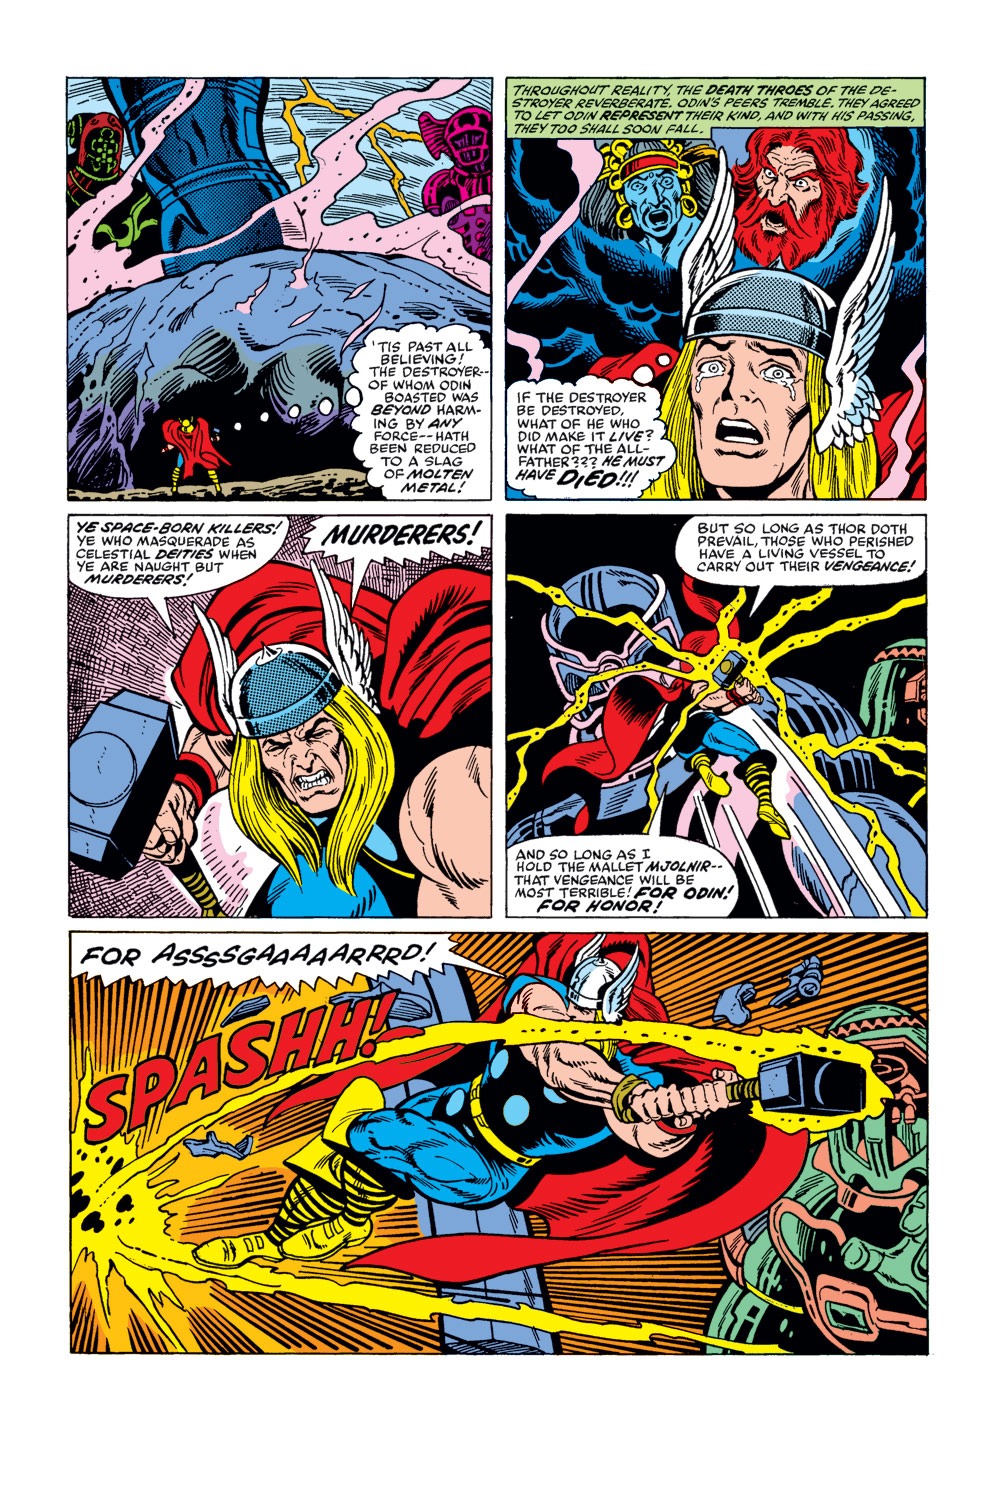 'TIS PAST ALL
BELIEVING!
THE DESTROYER--
OF WHOM ODIN
BOASTED WAS
BEYOND HARM-
ING BY ANY
FORCE--HATH
BEEN REDUCED
TO A SLAG
OF MOLTEN
METAL!
THROUGHOUT REALITY, THE DEATH THROES OF THE DE-
STROYER REVERBERATE. ODIN'S PEERS TREMBLE. THEY AGREED
TO LET ODIN REPRESENT THEIR KIND, AND WITH HIS PASSING,
THEY TOO SHALL SOON FALL.
IF THE DESTROYER
BE DESTROYED,
WHAT OF HE WHO
DID MAKE IT LIVE?
WHAT OF THE ALL-
FATHER??? HE MUST
HAVE DIED!!!
YE SPACE-BORN KILLERS!
YE WHO MASQUERADE AS
CELESTIAL DEITIES WHEN
YE ARE NAUGHT BUT
MURDERERS!
MURDERERS!
BUT SO LONG AS THOR DOTH
PREVAIL, THOSE WHO PERISHED
HAVE A LIVING VESSEL TO
CARRY OUT THEIR VENGEANCE!
AND SO LONG AS I
HOLD THE MALLET MJOLNIR--
THAT VENGEANCE WILL BE
MOST TERRIBLE! FOR ODIN!
FOR HONOR!
FOR ASSSSGAAAAARRRD!
SPASHH!